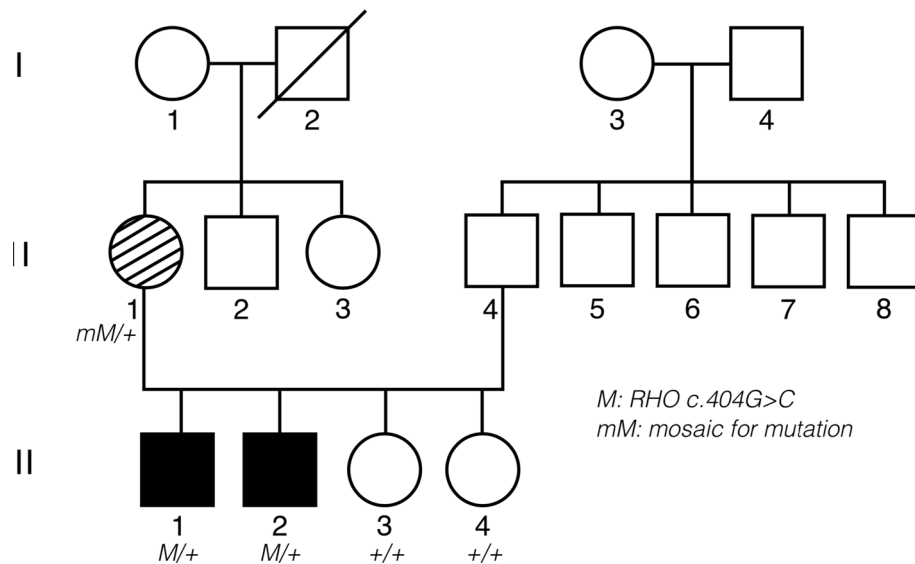 I
1 2 3 4
II
1 2 3 4 5 6 7 8
mM/+
M: RHO c.404G>C
mM: mosaic for mutation
II
1 2 3 4
M/+ M/+ +/+ +/+